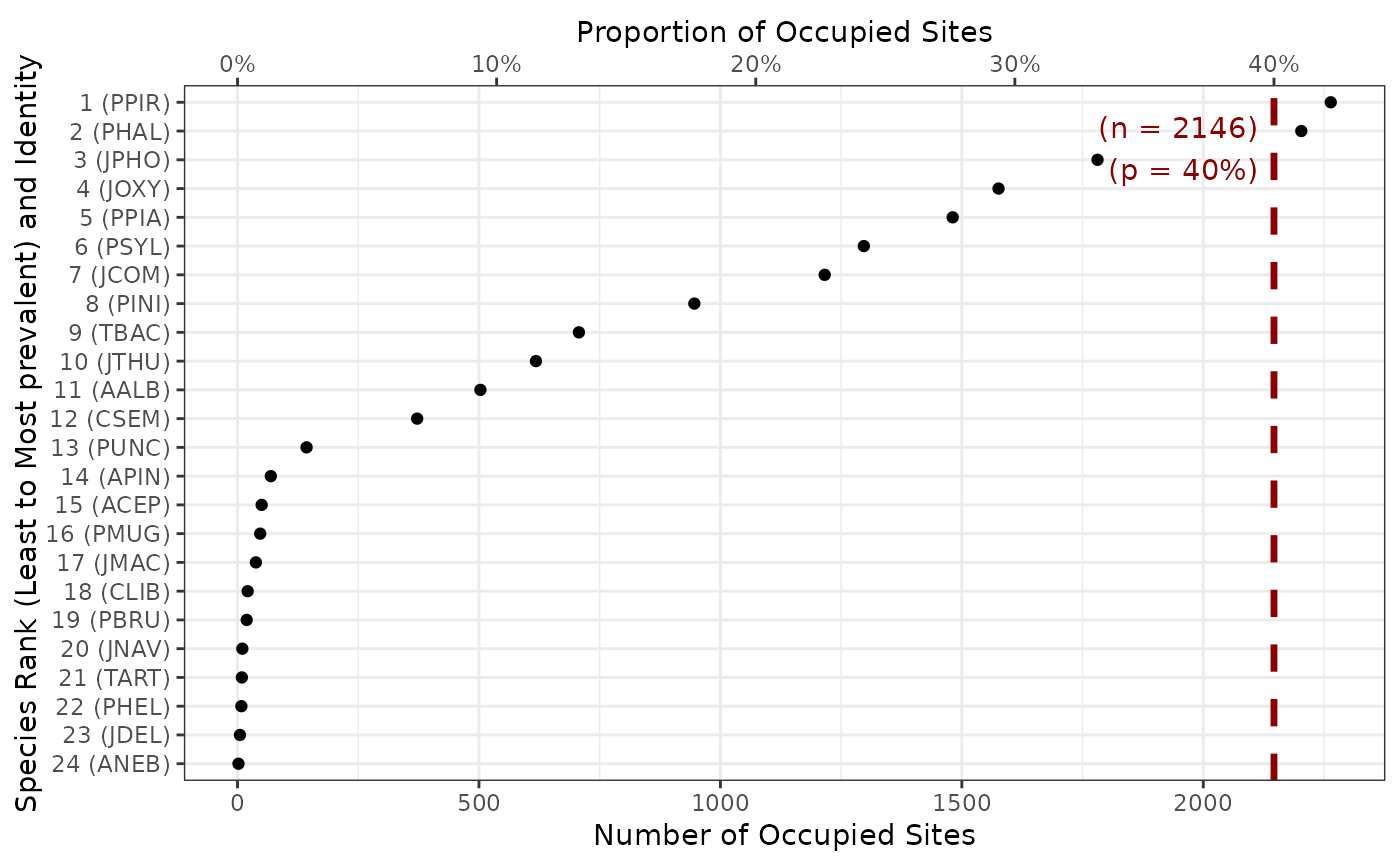 Proportion of Occupied Sites
0% 10% 20% 30% 40%
Species Rank (Least to Most prevalent) and Identity
1 (PPIR)
2 (PHAL)
3 (JPHO)
4 (JOXY)
5 (PPIA)
6 (PSYL)
7 (JCOM)
8 (PINI)
9 (TBAC)
10 (JTHU)
11 (AALB)
12 (CSEM)
13 (PUNC)
14 (APIN)
15 (ACEP)
16 (PMUG)
17 (JMAC)
18 (CLIB)
19 (PBRU)
20 (JNAV)
21 (TART)
22 (PHEL)
23 (JDEL)
24 (ANEB)
(n = 2146)
(p = 40%)
0 500 1000 1500 2000
Number of Occupied Sites